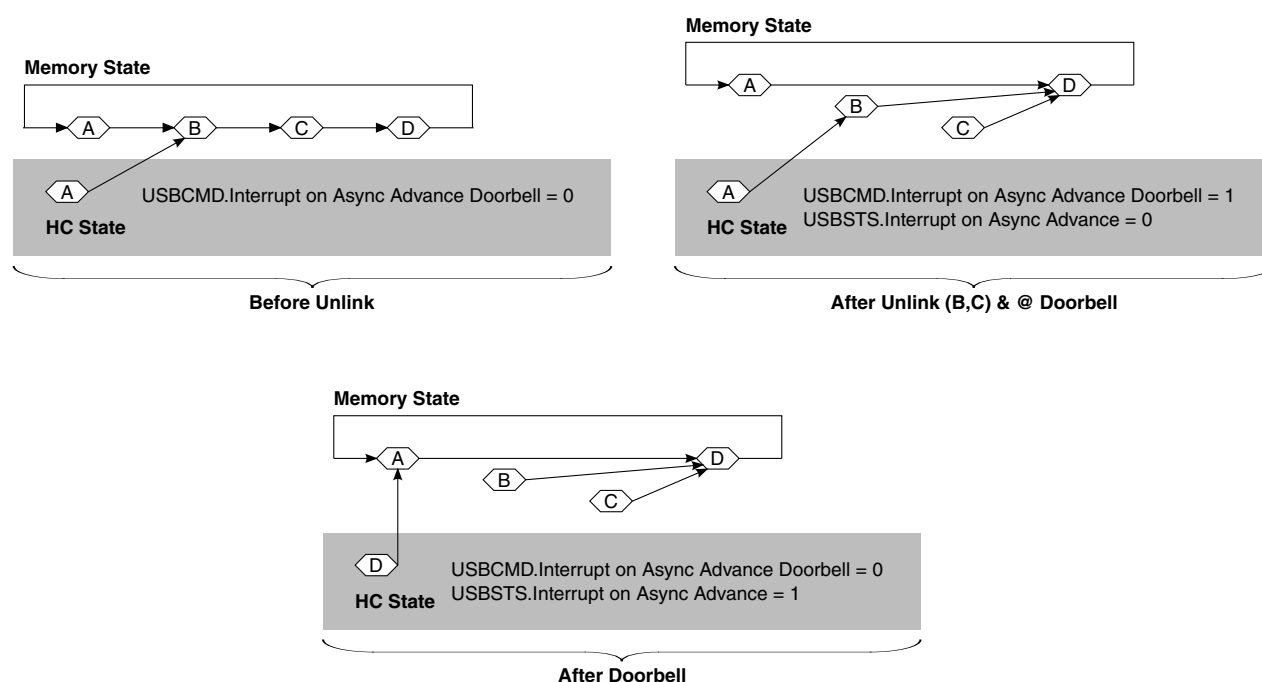 Memory State
A B C D
A USBCMD.Interrupt on Async Advance Doorbell = 0
HC State
Before Unlink
Memory State
A D
B
C
A USBCMD.Interrupt on Async Advance Doorbell = 1
HC State USBSTS.Interrupt on Async Advance = 0
After Unlink (B,C) & @ Doorbell
Memory State
A D
B
C
D USBCMD.Interrupt on Async Advance Doorbell = 0
HC State USBSTS.Interrupt on Async Advance = 1
After Doorbell